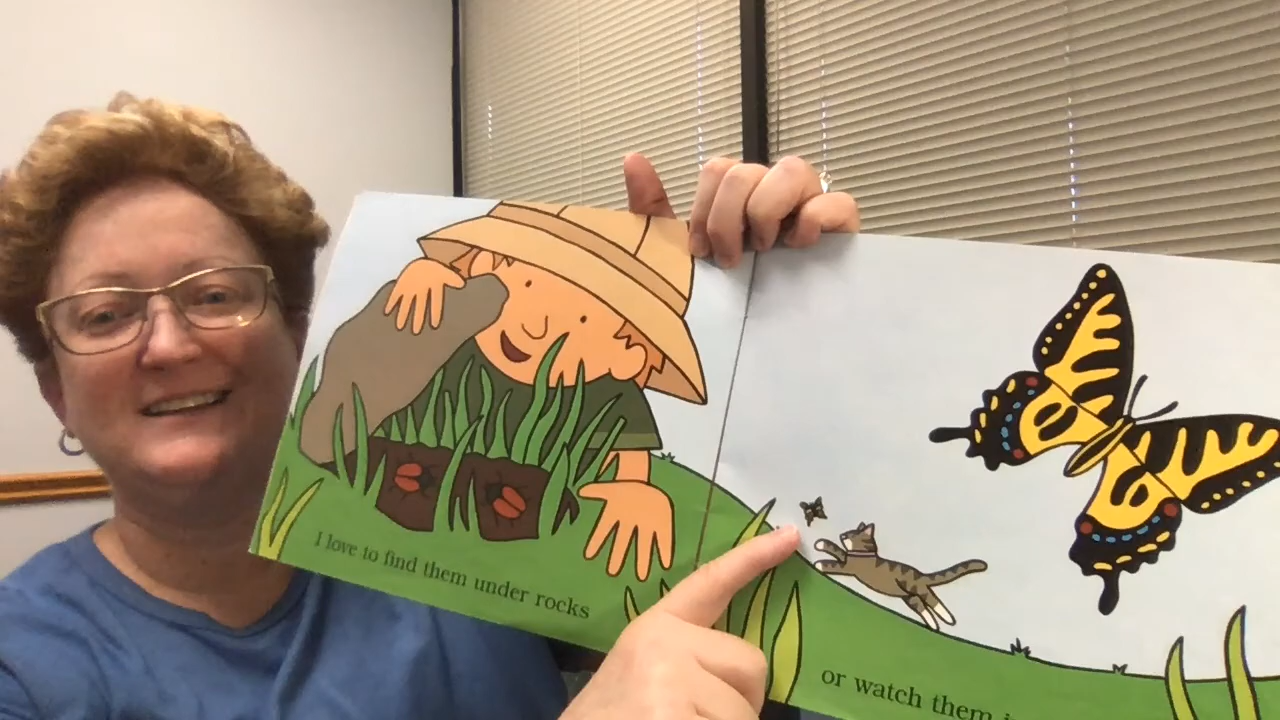 I love to find them under rocks
or watch them